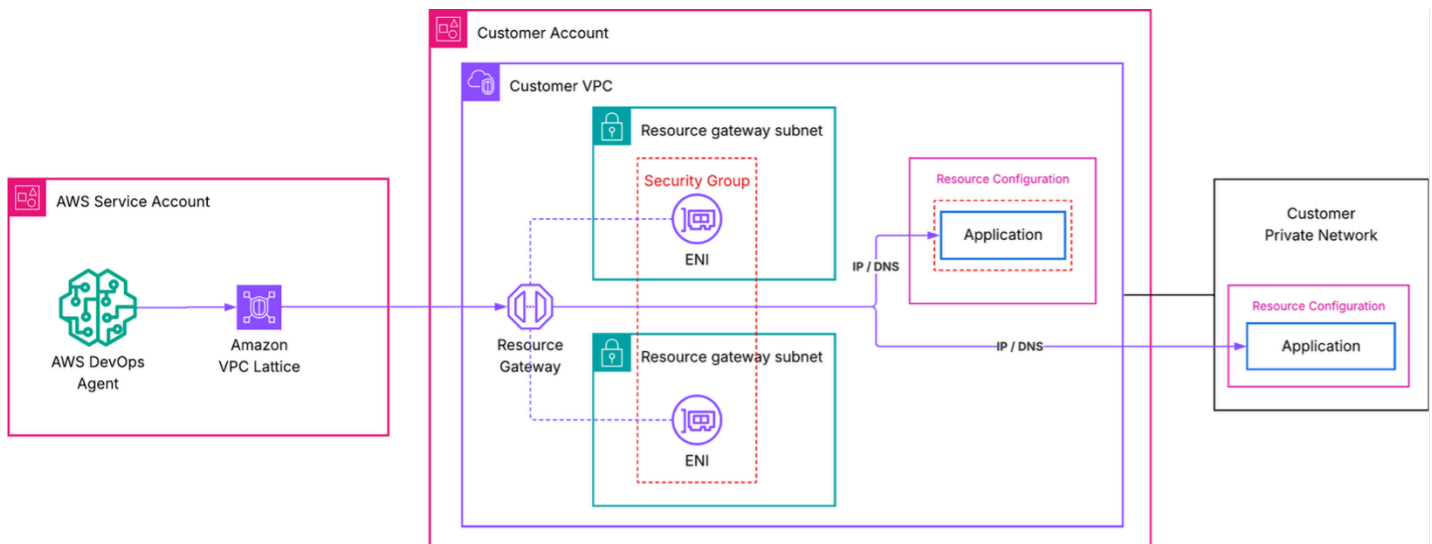 Customer Account
Customer VPC
Resource gateway subnet
Security Group
ENI
AWS Service Account
AWS DevOps
Agent
Amazon
VPC Lattice
Resource
Gateway
Resource gateway subnet
ENI
Resource Configuration
Application
IP / DNS
IP / DNS
Customer
Private Network
Resource Configuration
Application